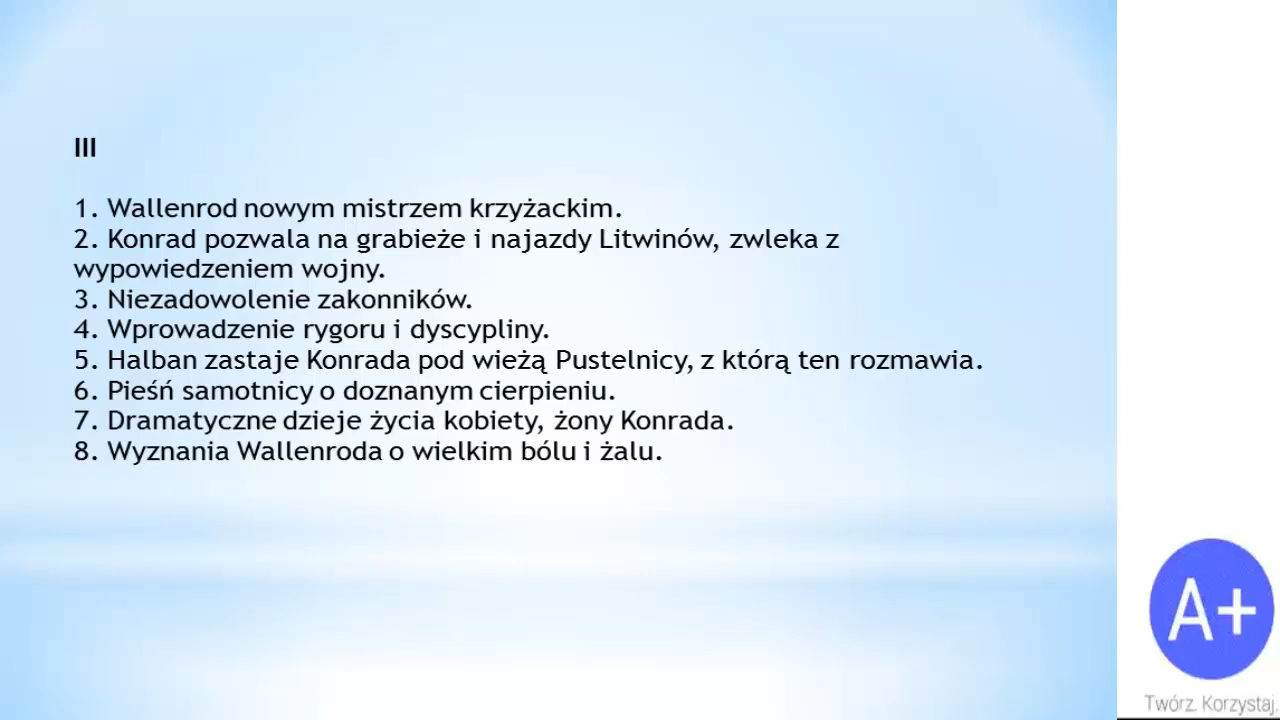 III
1. Wallenrod nowym mistrzem krzyżackim.
2. Konrad pozwala na grabieże i najazdy Litwinów, zwleka z
wypowiedzeniem wojny.
3. Niezadowolenie zakonników.
4. Wprowadzenie rygoru i dyscypliny.
5. Halban zastaje Konrada pod wieżą Pustelnicy, z którą ten rozmawia.
6. Pieśń samotnicy o doznanym cierpieniu.
7. Dramatyczne dzieje życia kobiety, żony Konrada.
8. Wyznania Wallenroda o wielkim bólu i żalu.
A+
Twórz. Korzystaj.